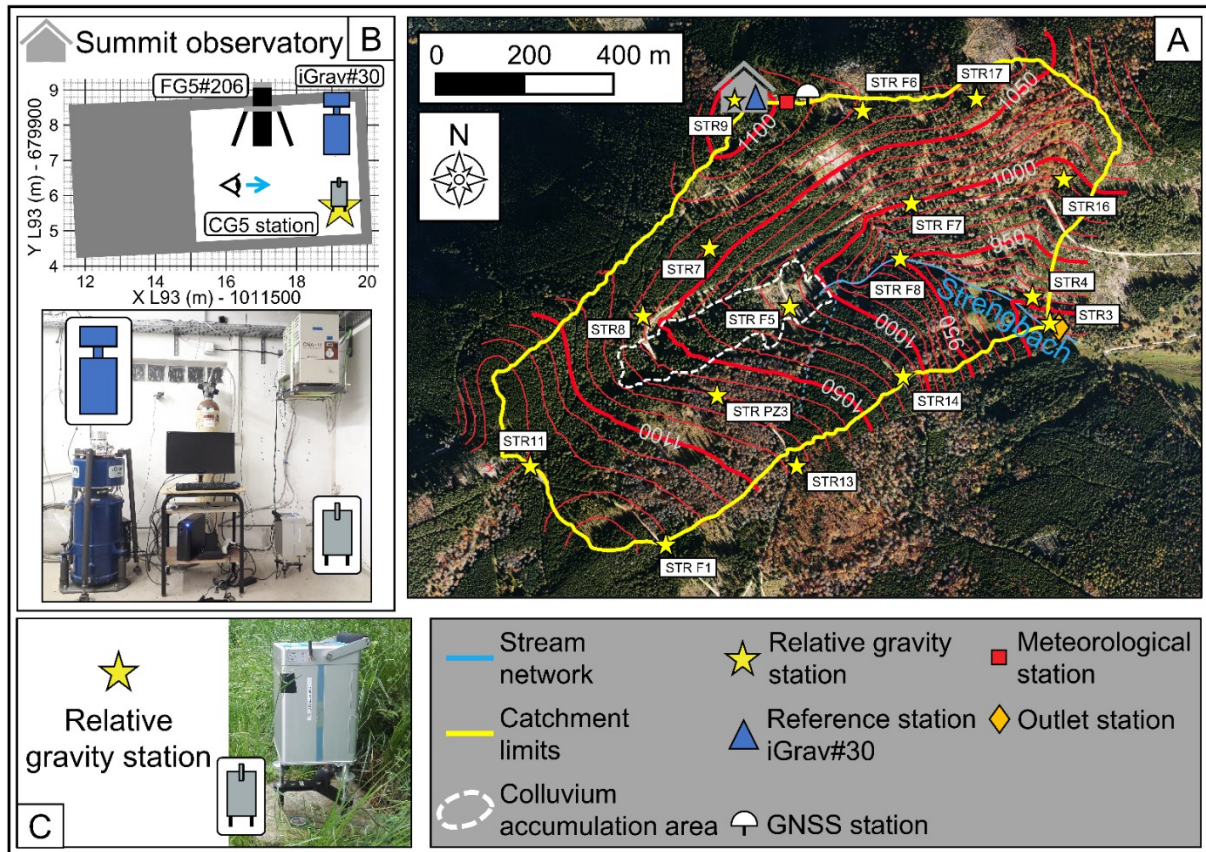 Summit observatory
B
FG5#206
iGrav#30
9
8
7
6
5
4
Y L93 (m) - 679900
CG5 station
12
14
16
18
20
X L93 (m) - 1011500
A
0
200
400 m
N
STR9
1100
STR F6
STR17
1050
1000
STR16
STR F7
950
STR7
STR4
STR F8
STR3
STR8
STR F5
Strengbach
1000
950
STR14
STR PZ3
1050
1100
STR11
STR13
STR F1
Relative
gravity station
C
Stream
network
Catchment
limits
Colluvium
accumulation area
Relative gravity
station
Reference station
iGrav#30
GNSS station
Meteorological
station
Outlet station